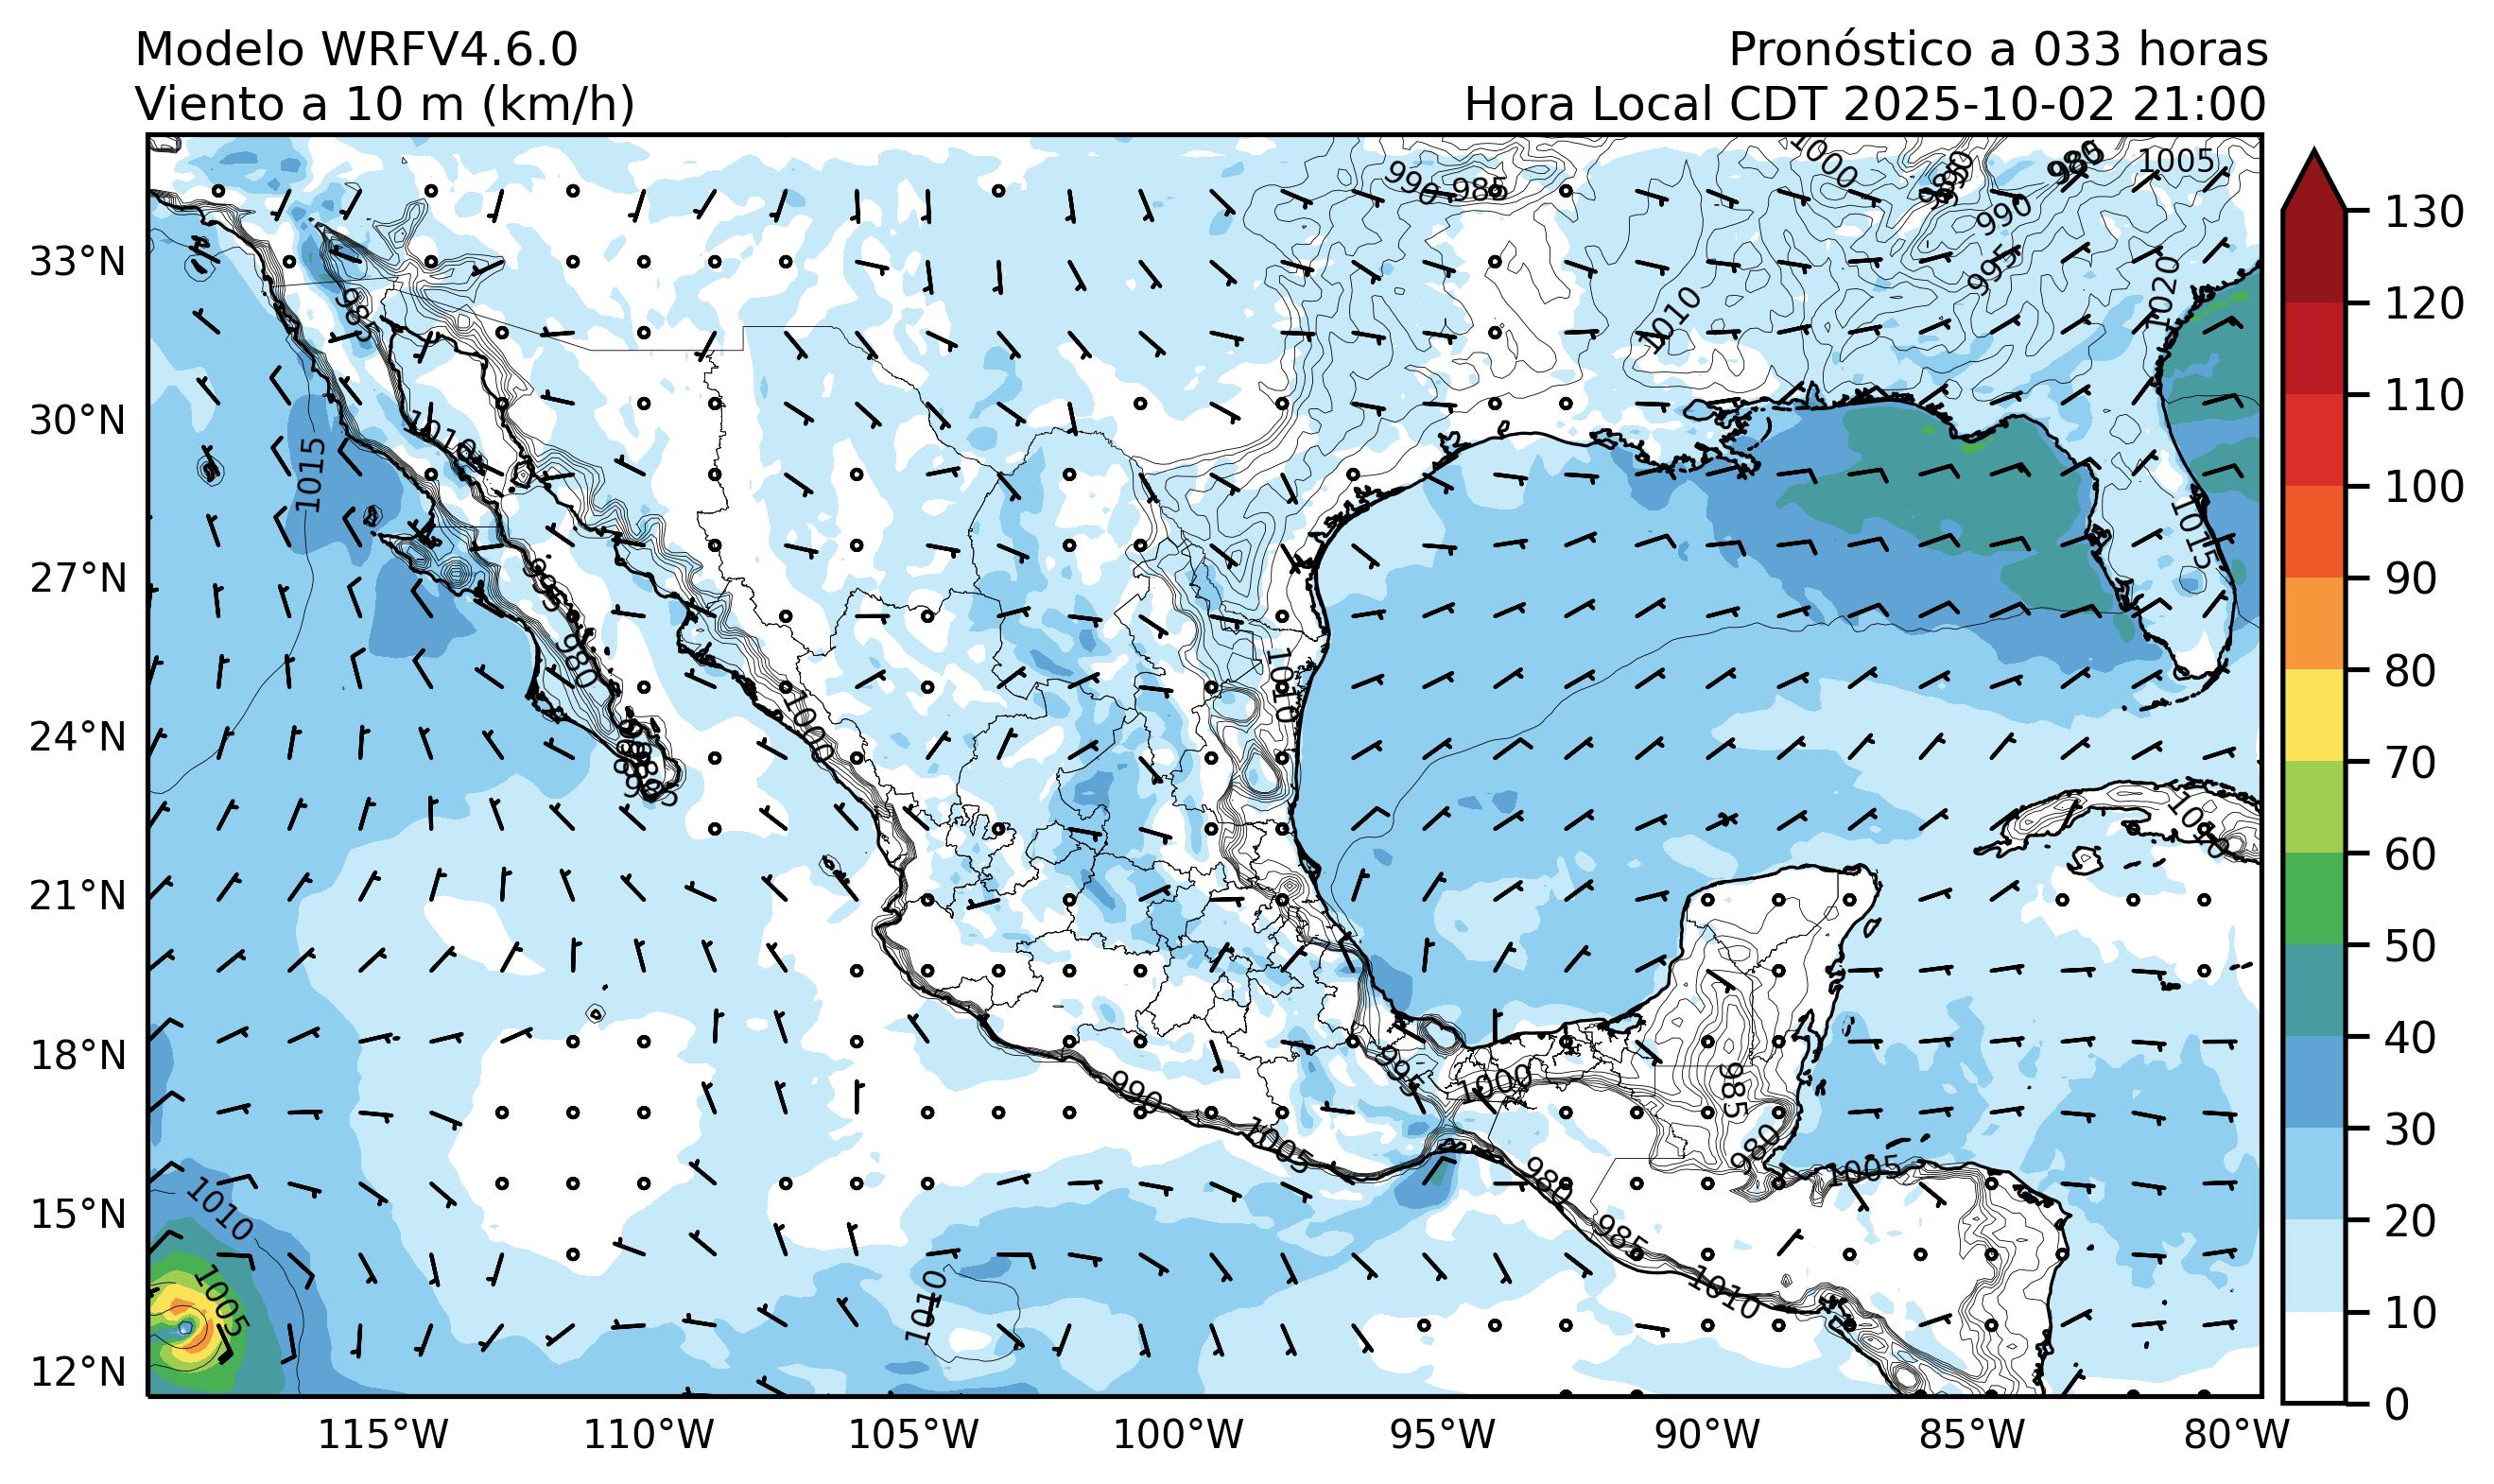 Modelo WRFV4.6.0
Pronóstico a 033 horas
Viento a 10 m (km/h)
Hora Local CDT 2025-10-02 21:00
33°N
30°N
27°N
24°N
21°N
18°N
15°N
12°N
115°W
110°W
105°W
100°W
95°W
90°W
85°W
80°W
130
120
110
100
90
80
70
60
50
40
30
20
10
0
990
985
1000
980
1005
990
995
1020
1010
1015
1015
1010
980
1000
1010
990
1005
995
1000
985
980
1005
980
985
1010
1010
1005
1010